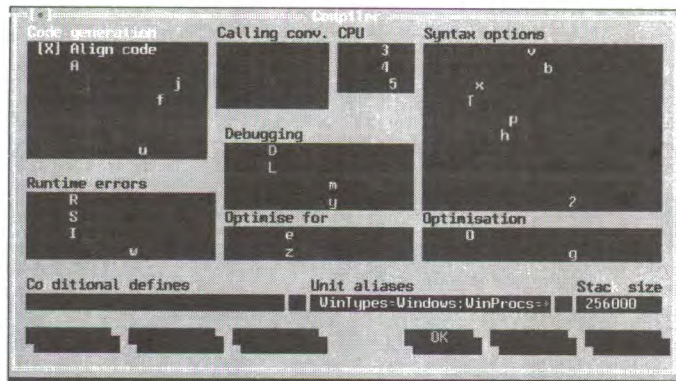 [•] Compiler
Code generation Calling conv. CPU Syntax options
[X] Align code
3
v
A
4
b
j
5
x
f
T
p
Debugging
h
u
D
L
Runtime errors
m
R
y
2
S
Optimise for Optimisation
I
e
O
w
z
g
Co ditional defines Unit aliases Stac size
WinTypes=Windows;WinProcs= 256000
OK